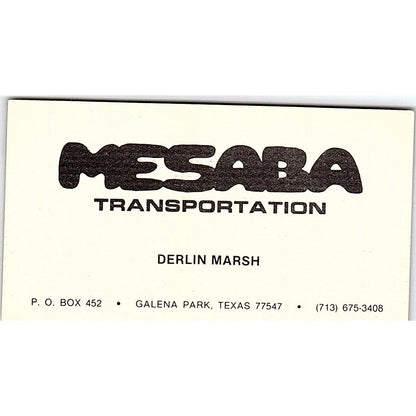 MESABA
TRANSPORTATION
DERLIN MARSH
P. O. BOX 452 • GALENA PARK, TEXAS 77547 • (713) 675-3408